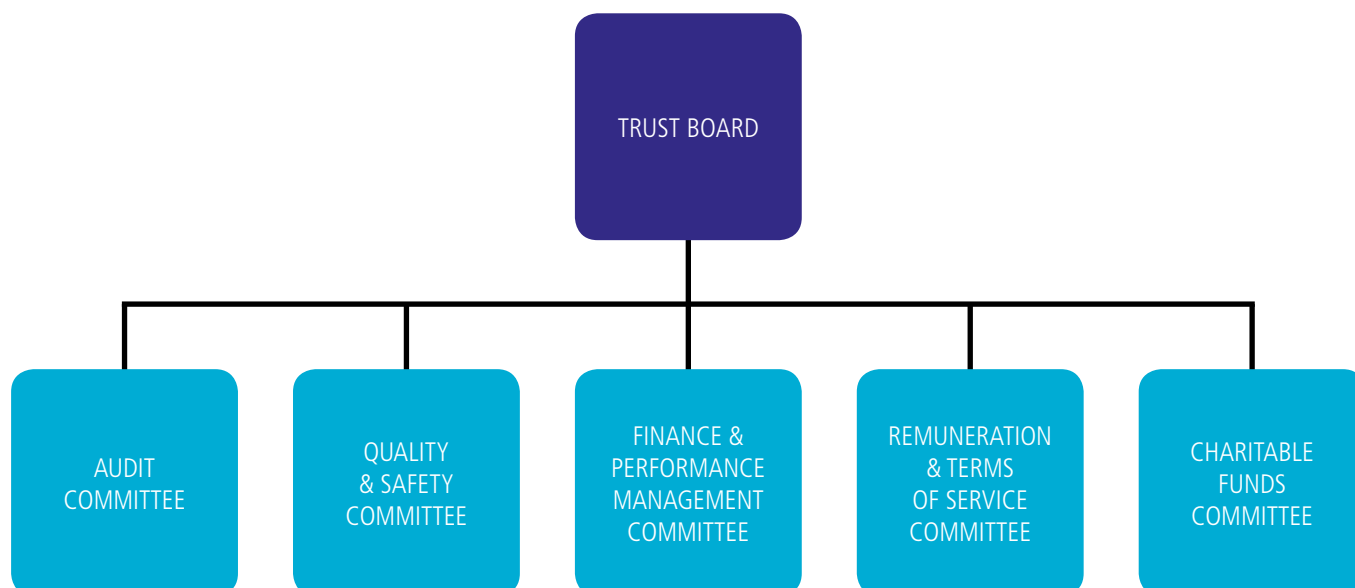 TRUST BOARD
AUDIT
COMMITTEE
QUALITY
& SAFETY
COMMITTEE
FINANCE &
PERFORMANCE
MANAGEMENT
COMMITTEE
REMUNERATION
& TERMS
OF SERVICE
COMMITTEE
CHARITABLE
FUNDS
COMMITTEE